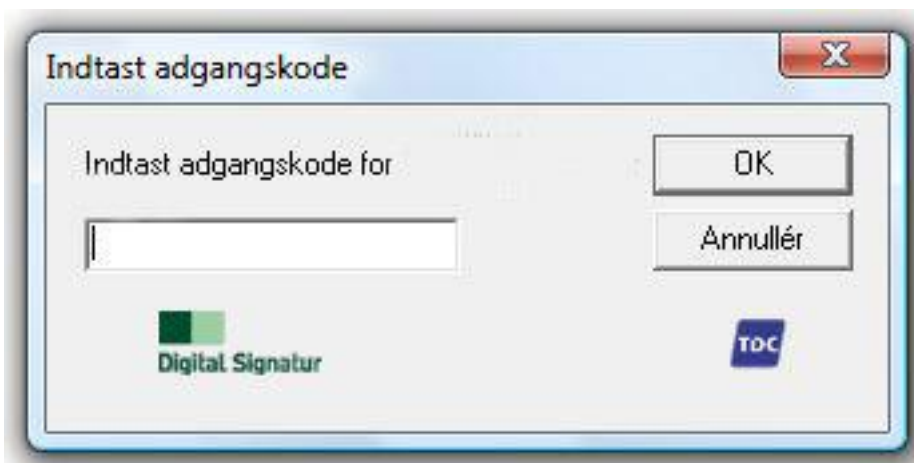 Indtast adgangskode
Indtast adgangskode for
OK
Annullér
Digital Signatur
TDC